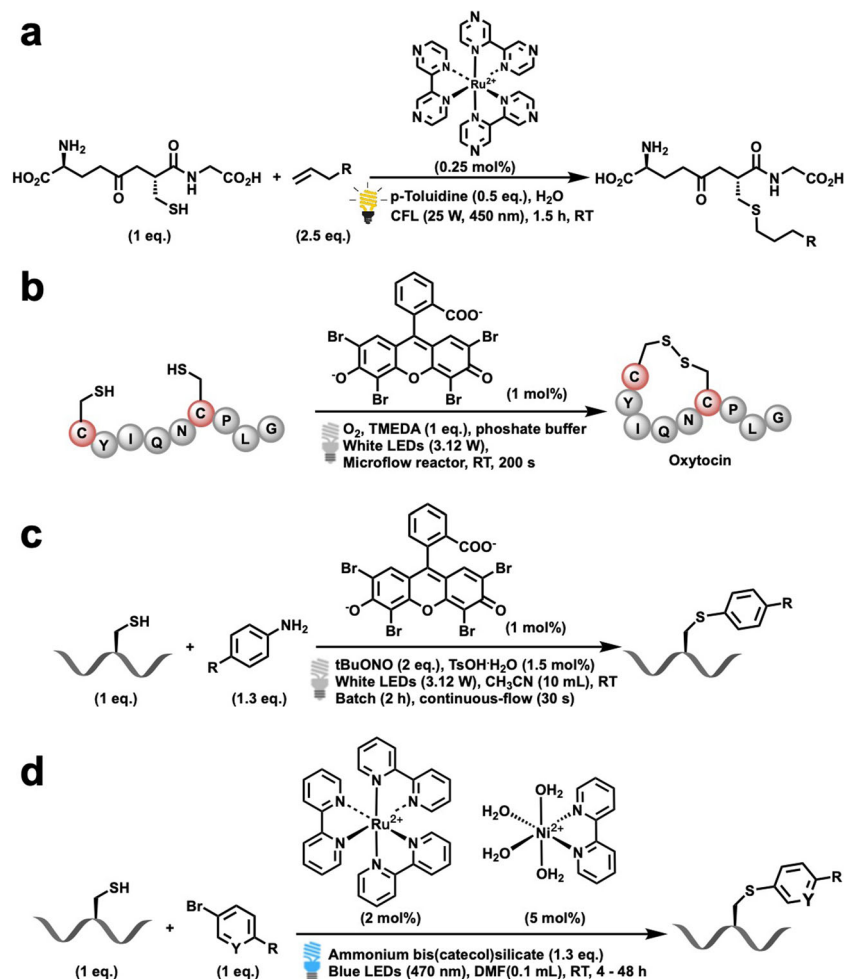 a
N N N N N N N N N N N N
Ru2+
NH2 O
HO2C N H CO2H
O SH
(1 eq.)
+
R
(2.5 eq.)
(0.25 mol%)
p-Toluidine (0.5 eq.), H2O
CFL (25 W, 450 nm), 1.5 h, RT
NH2 O
HO2C N H CO2H
O S
R
b
COO-
Br Br
-O O O
Br Br
(1 mol%)
SH HS
C Y I Q N C P L G
O2, TMEDA (1 eq.), phoshate buffer
White LEDs (3.12 W),
Microflow reactor, RT, 200 s
S S
C Y I Q N C P L G
Oxytocin
c
COO-
Br Br
-O O O
Br Br
(1 mol%)
SH
(1 eq.)
+
NH2
R
(1.3 eq.)
tBuONO (2 eq.), TsOH·H2O (1.5 mol%)
White LEDs (3.12 W), CH3CN (10 mL), RT
Batch (2 h), continuous-flow (30 s)
S R
d
N N N N N N
Ru2+
(2 mol%)
OH2
H2O N
Ni2+
H2O N
OH2
(5 mol%)
SH
(1 eq.)
+
Br
Y R
(1 eq.)
Ammonium bis(catecol)silicate (1.3 eq.)
Blue LEDs (470 nm), DMF(0.1 mL), RT, 4 - 48 h
S R
Y